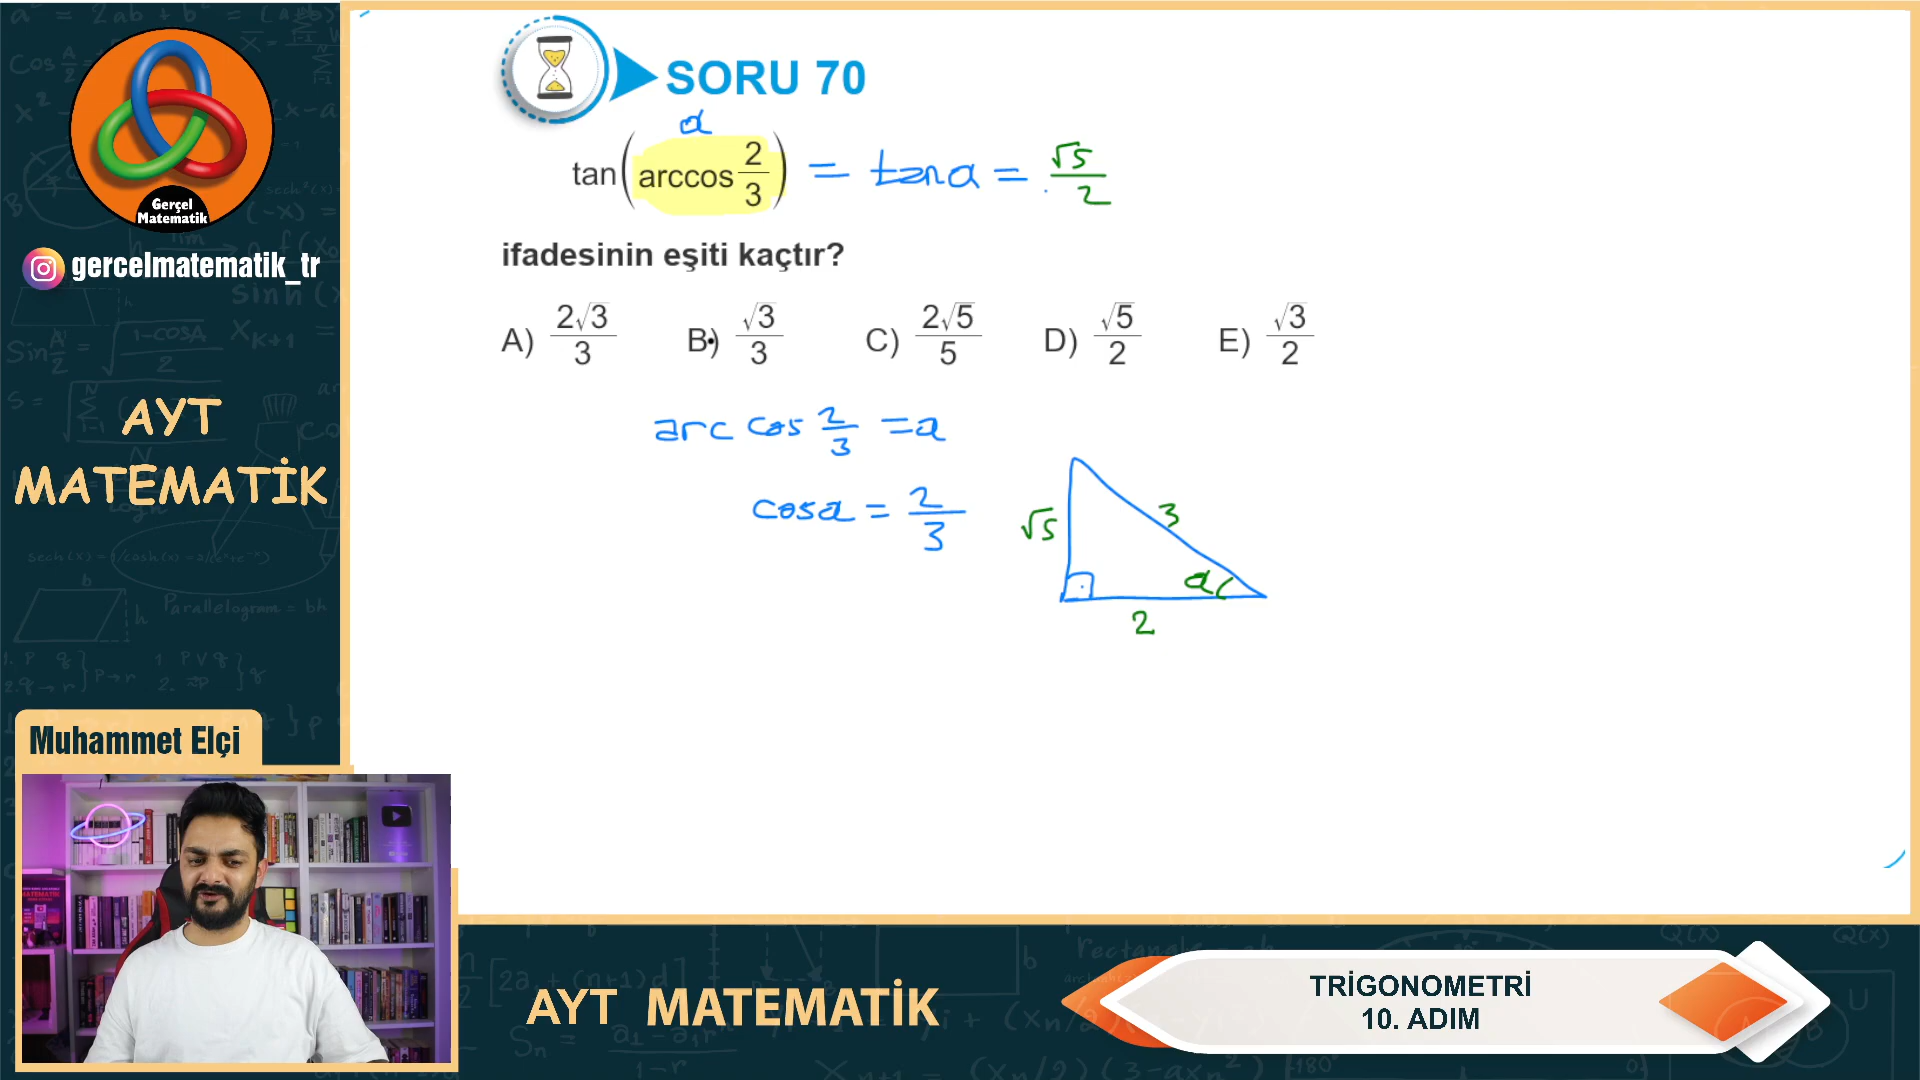 SORU 70
a
tan(arccos 2/3) = tan a = √5/2
ifadesinin eşiti kaçtır?
A) 2√3/3 B) √3/3 C) 2√5/5 D) √5/2 E) √3/2
arc cos 2/3 = a
cos a = 2/3
√5
3
a
2
Gerçel
Matematik
gercelmatematik_tr
AYT
MATEMATİK
Muhammet Elçi
AYT MATEMATİK
TRİGONOMETRİ
10. ADIM